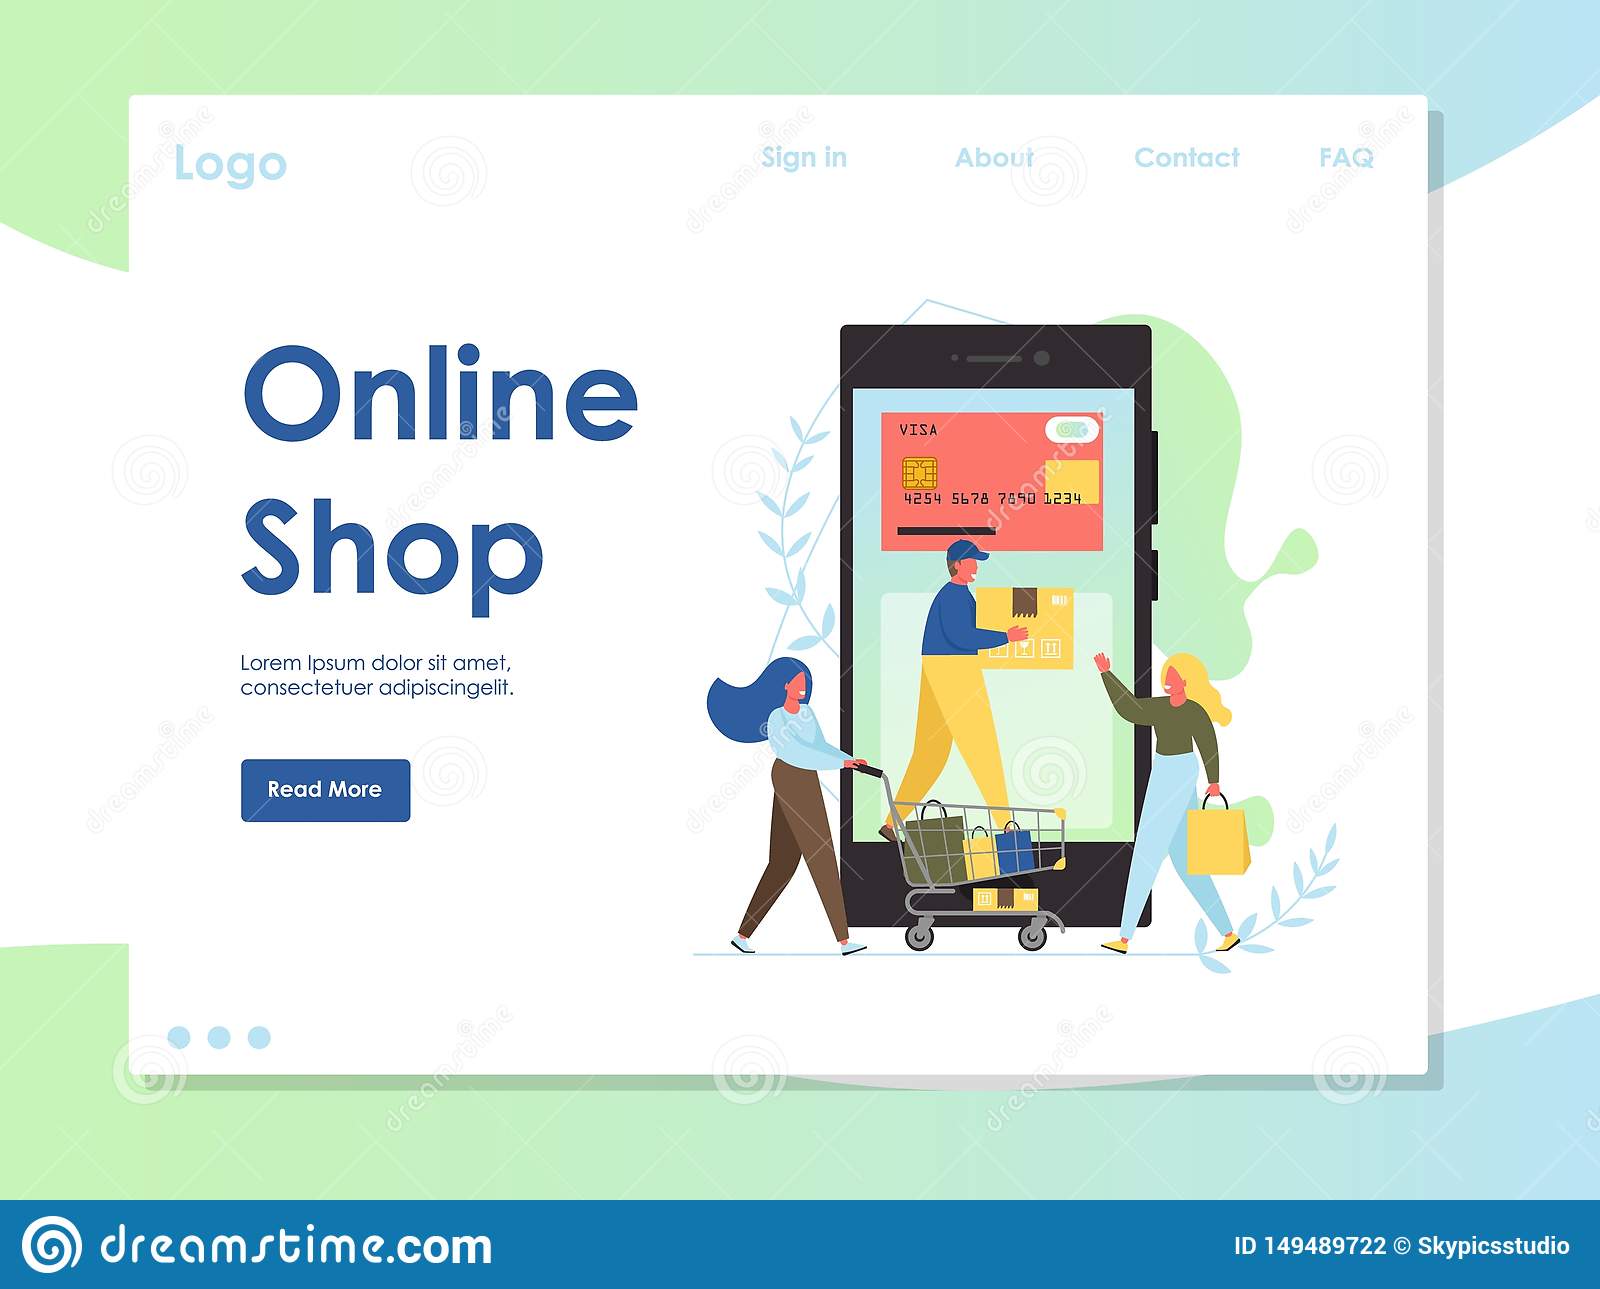 Logo
Sign in About Contact FAQ
Online
Shop
Lorem Ipsum dolor sit amet,
consectetuer adipiscingelit.
Read More
VISA
4254 5678 7890 1234
dreamstime.com
ID 149489722 © Skypicsstudio